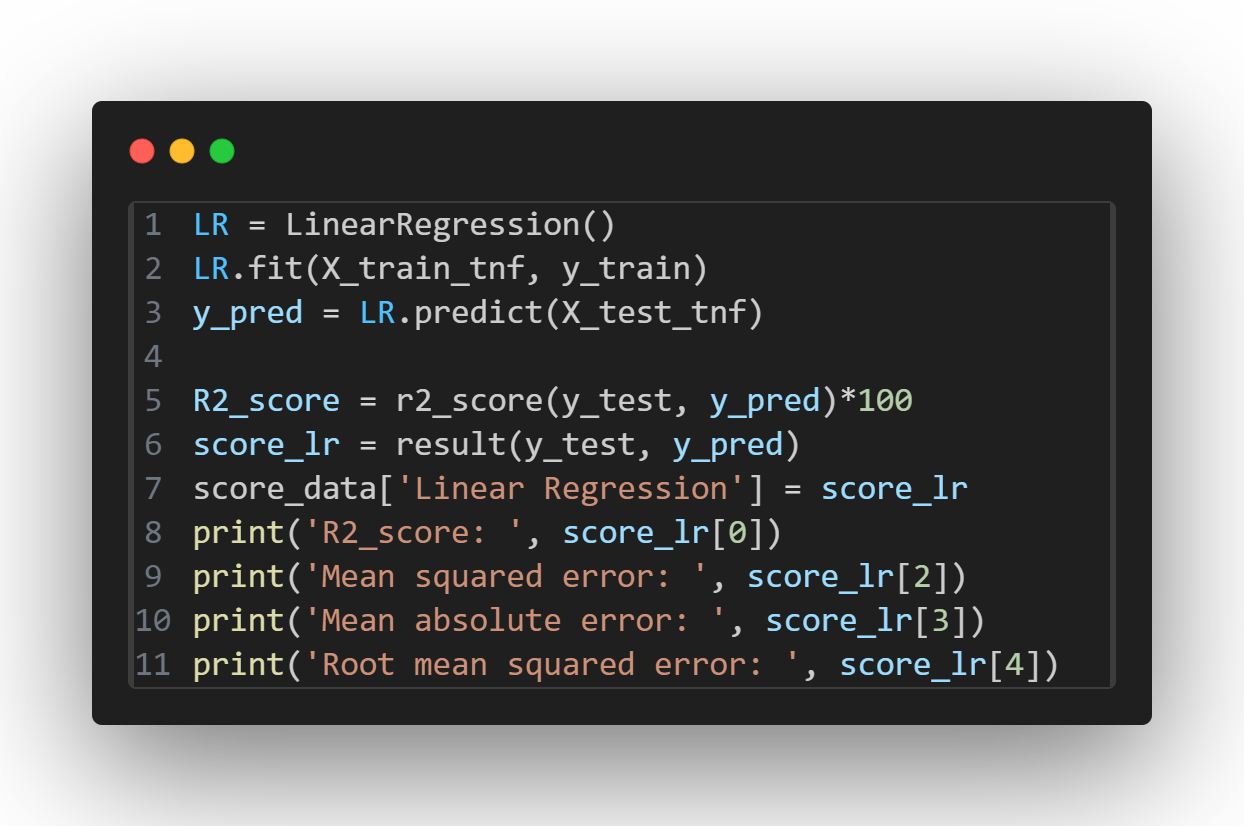 1 LR = LinearRegression()
2 LR.fit(X_train_tnf, y_train)
3 y_pred = LR.predict(X_test_tnf)
4
5 R2_score = r2_score(y_test, y_pred)*100
6 score_lr = result(y_test, y_pred)
7 score_data['Linear Regression'] = score_lr
8 print('R2_score: ', score_lr[0])
9 print('Mean squared error: ', score_lr[2])
10 print('Mean absolute error: ', score_lr[3])
11 print('Root mean squared error: ', score_lr[4])